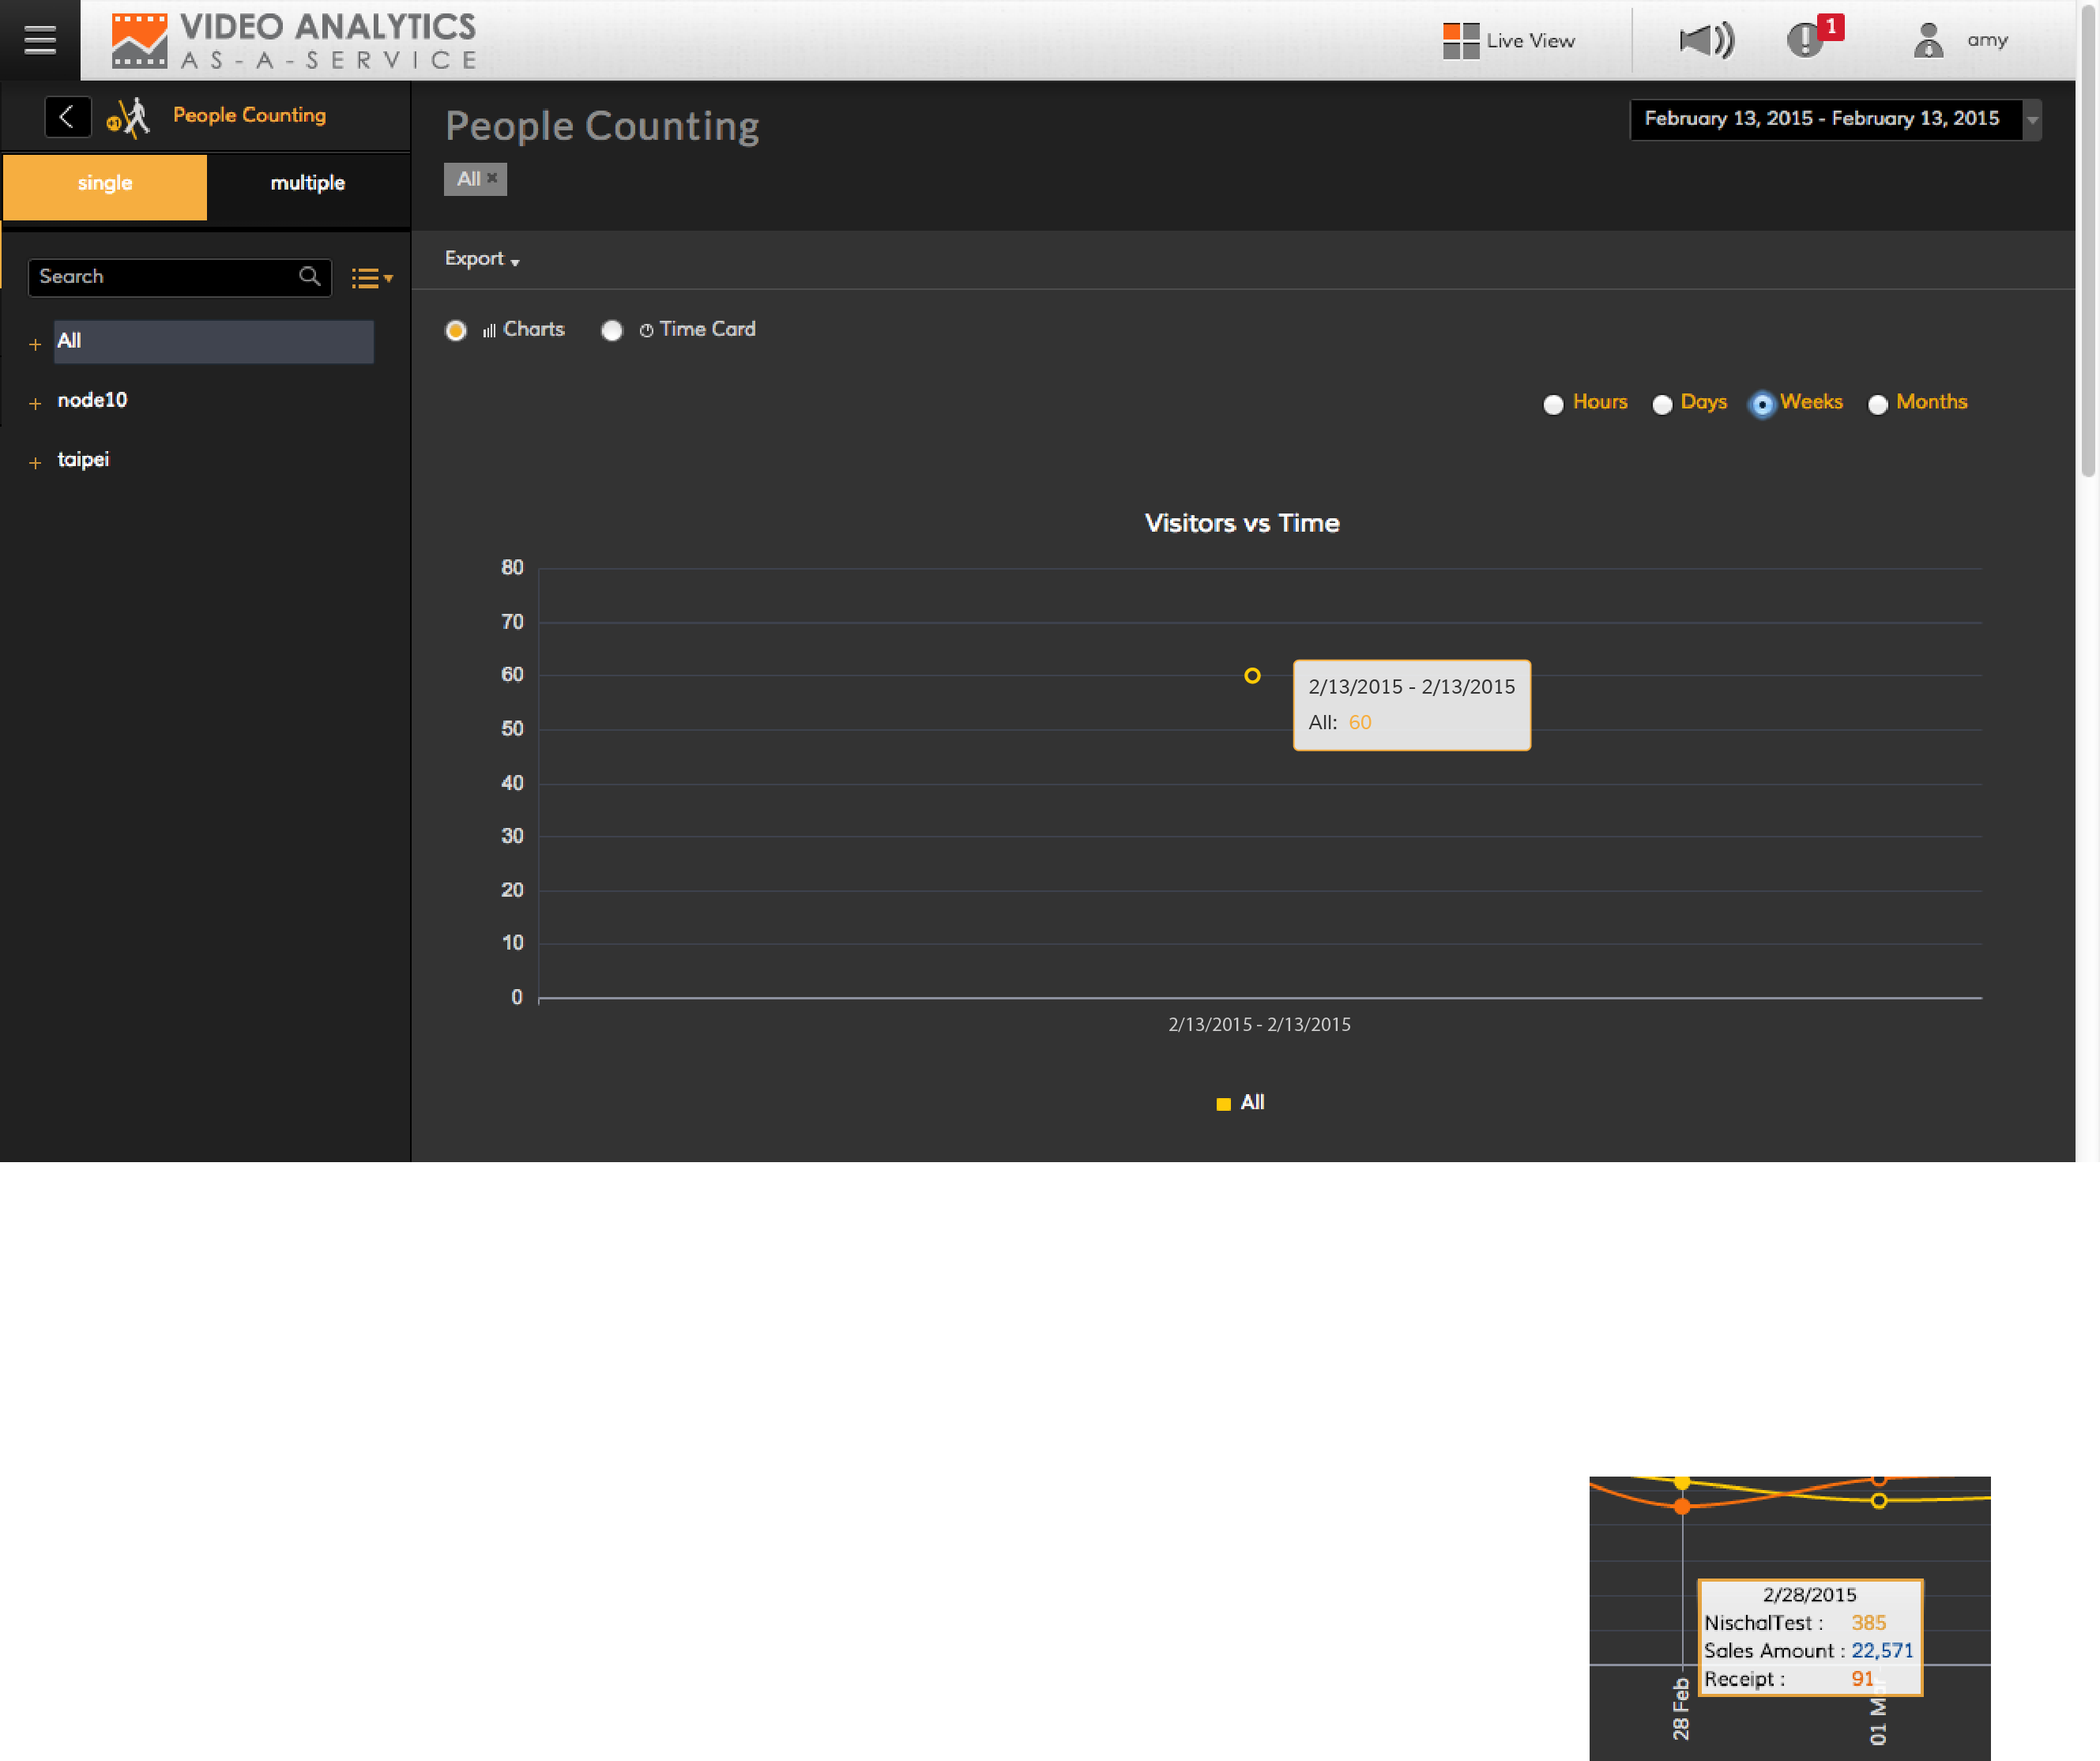 VIDEO ANALYTICS
AS-A-SERVICE
Live View
1
amy
People Counting
single
multiple
Search
All
node10
taipei
People Counting
February 13, 2015 - February 13, 2015
All
Export
Charts
Time Card
Hours
Days
Weeks
Months
Visitors vs Time
80
70
60
50
40
30
20
10
0
2/13/2015 - 2/13/2015
All: 60
2/13/2015 - 2/13/2015
All
2/28/2015
NischalTest : 385
Sales Amount : 22,571
Receipt : 91
28 Feb
01 Mar